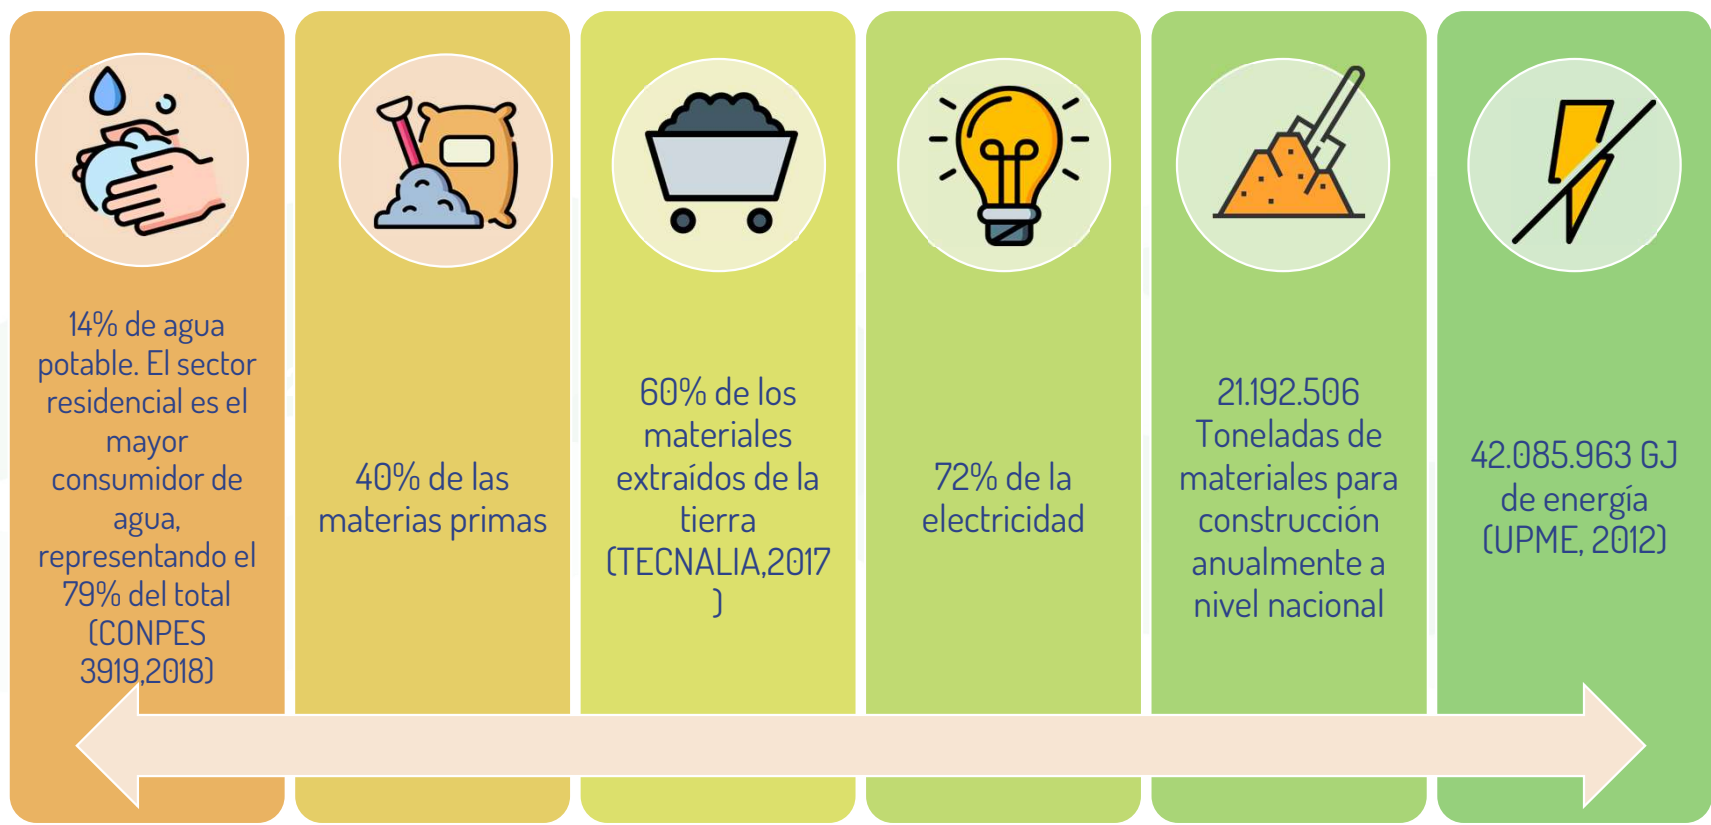 14% de agua
potable. El sector
residencial es el
mayor
consumidor de
agua,
representando el
79% del total
(CONPES
3919,2018)
40% de las
materias primas
60% de los
materiales
extraídos de la
tierra
(TECNALIA,2017
)
72% de la
electricidad
21.192.506
Toneladas de
materiales para
construcción
anualmente a
nivel nacional
42.085.963 GJ
de energía
(UPME, 2012)